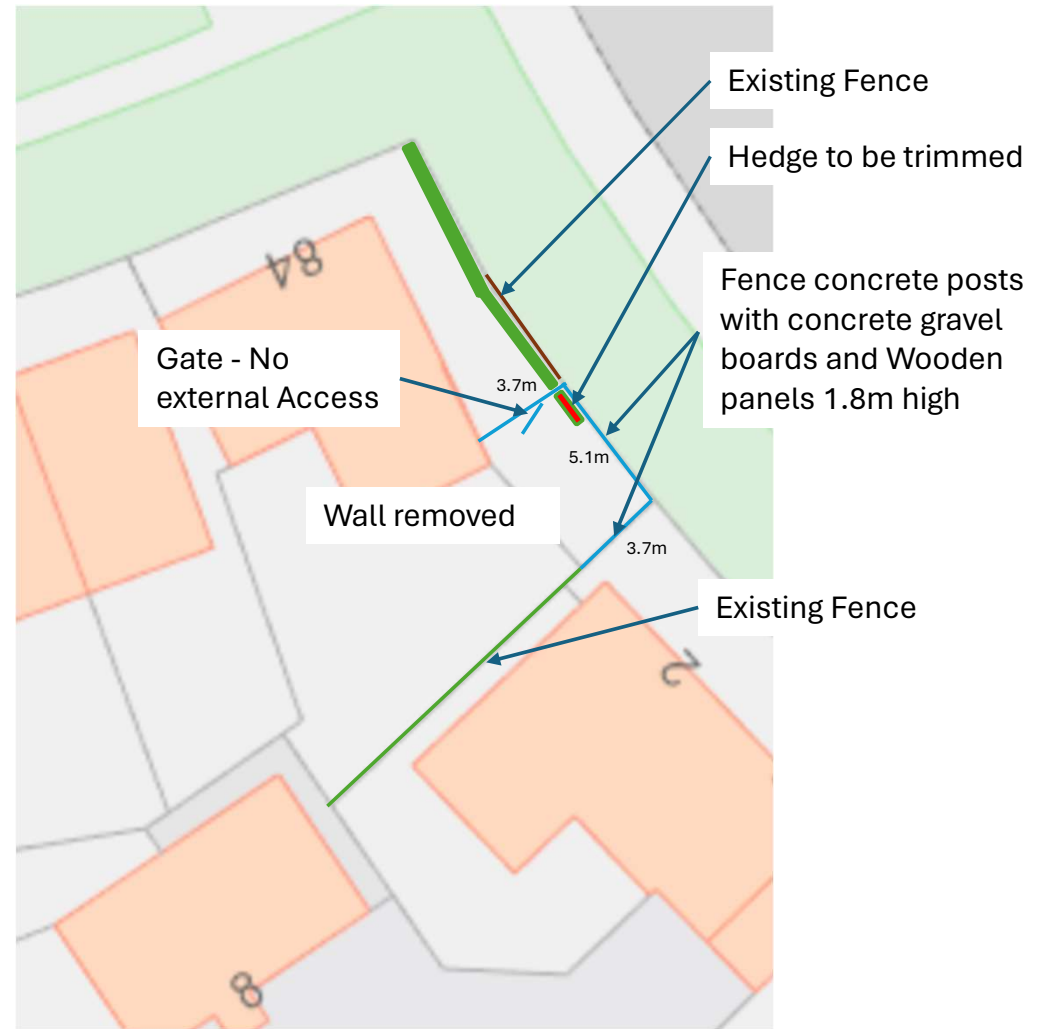 Existing Fence
Hedge to be trimmed
84
Fence concrete posts
with concrete gravel
boards and Wooden
panels 1.8m high
Gate - No
external Access
3.7m
5.1m
Wall removed
3.7m
Existing Fence
2
8